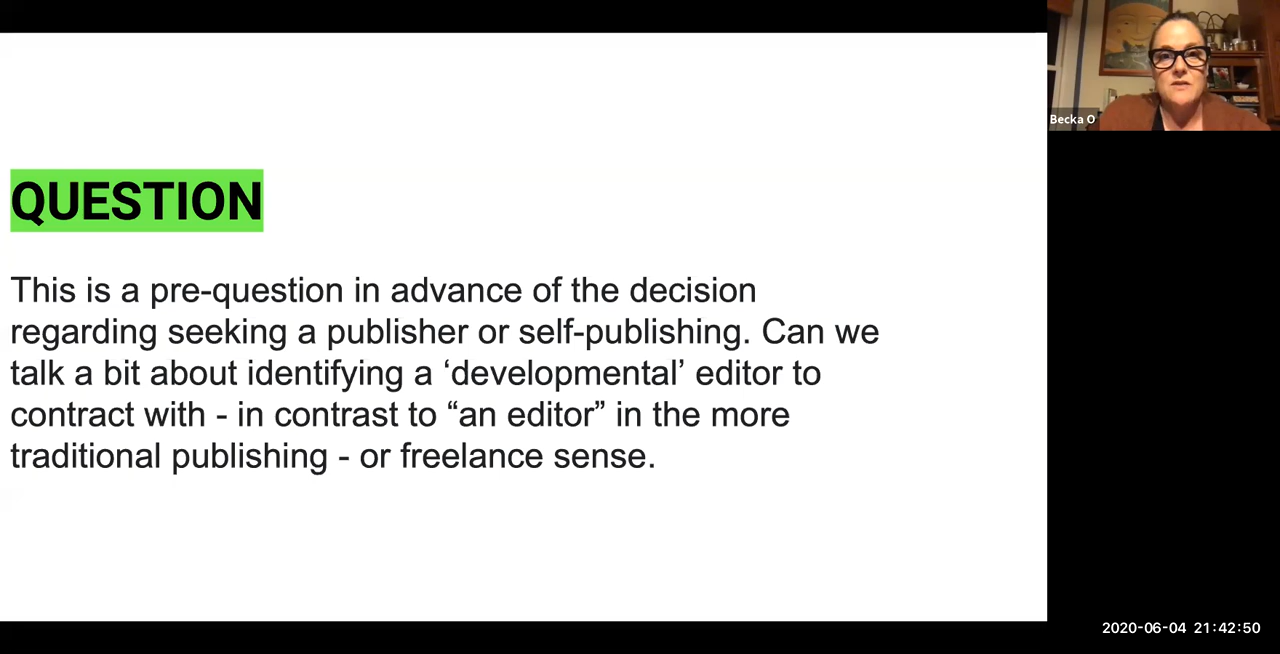 QUESTION
This is a pre-question in advance of the decision
regarding seeking a publisher or self-publishing. Can we
talk a bit about identifying a ‘developmental’ editor to
contract with - in contrast to “an editor” in the more
traditional publishing - or freelance sense.
Becka O
2020-06-04 21:42:50